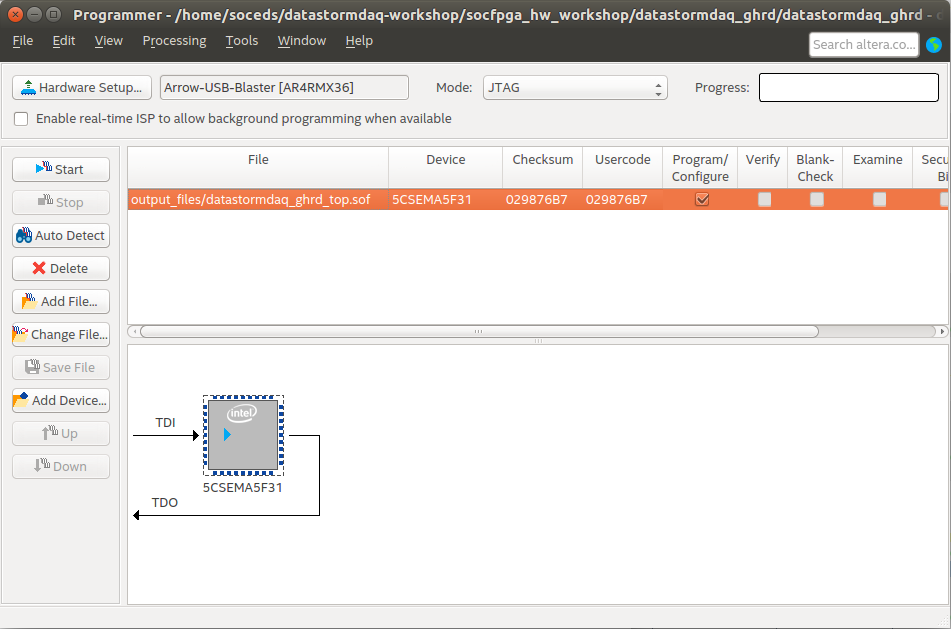 Programmer - /home/soceds/datastormdaq-workshop/socfpga_hw_workshop/datastormdaq_ghrd/datastormdaq_ghrd -
File Edit View Processing Tools Window Help
Search altera.co...
Hardware Setup... Arrow-USB-Blaster [AR4RMX36] Mode: JTAG Progress:
Enable real-time ISP to allow background programming when available
Start
Stop
Auto Detect
Delete
Add File...
Change File...
Save File
Add Device...
Up
Down
File Device Checksum Usercode Program/ Verify Blank- Examine Secu
Configure Check Bi
output_files/datastormdaq_ghrd_top.sof 5CSEMA5F31 029876B7 029876B7
intel
TDI
5CSEMA5F31
TDO